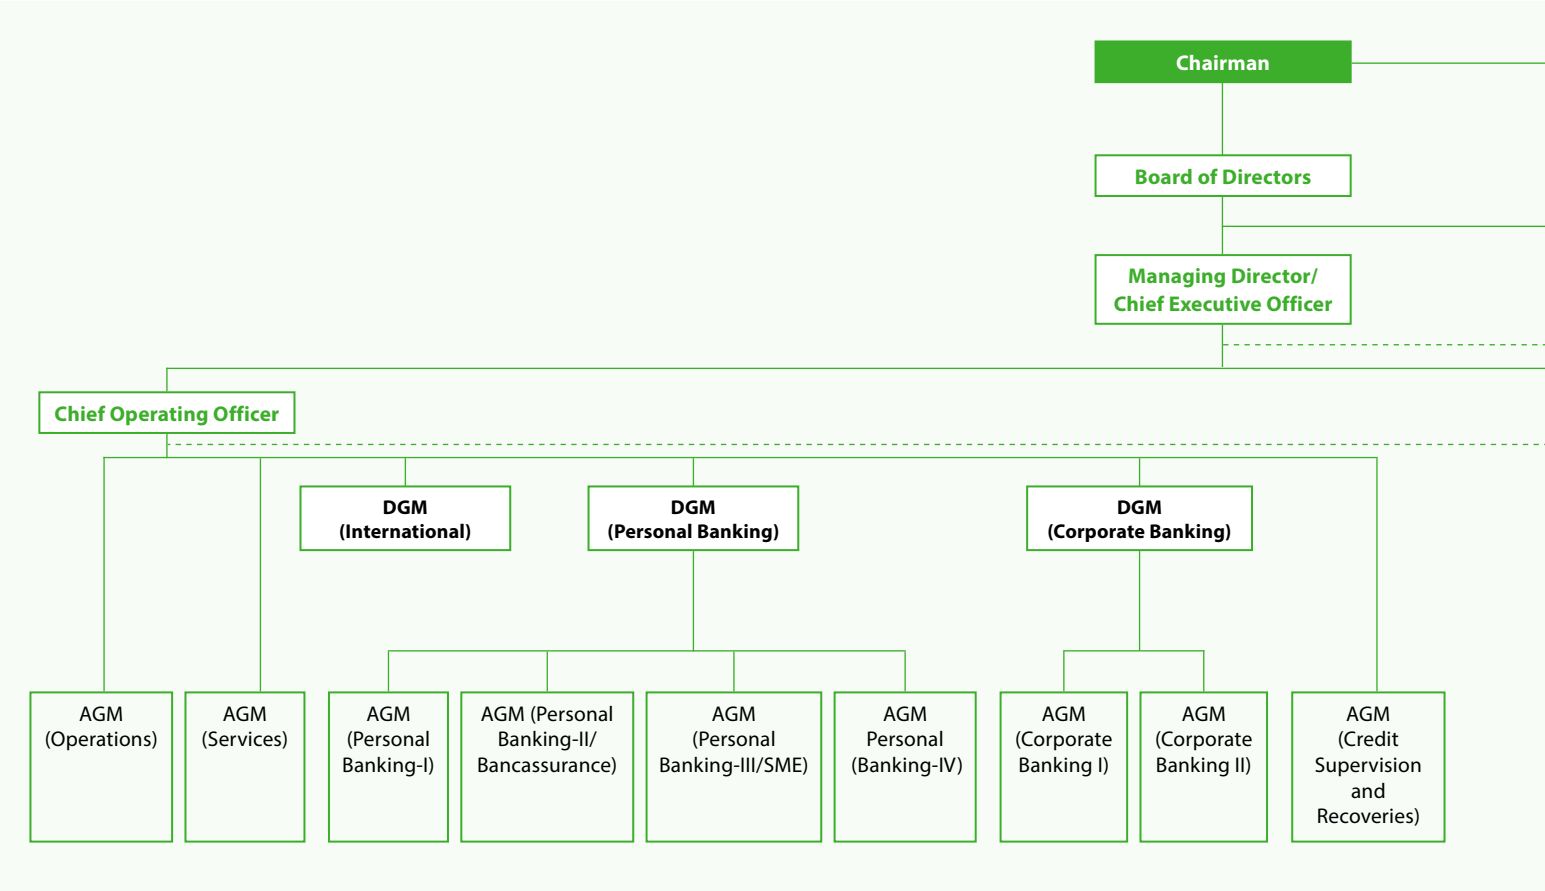 Chairman
Board of Directors
Managing Director/
Chief Executive Officer
Chief Operating Officer
DGM
(International)
DGM
(Personal Banking)
DGM
(Corporate Banking)
AGM
(Operations)
AGM
(Services)
AGM
(Personal
Banking-I)
AGM (Personal
Banking-II/
Bancassurance)
AGM
(Personal
Banking-III/SME)
AGM
Personal
(Banking-IV)
AGM
(Corporate
Banking I)
AGM
(Corporate
Banking II)
AGM
(Credit
Supervision
and
Recoveries)